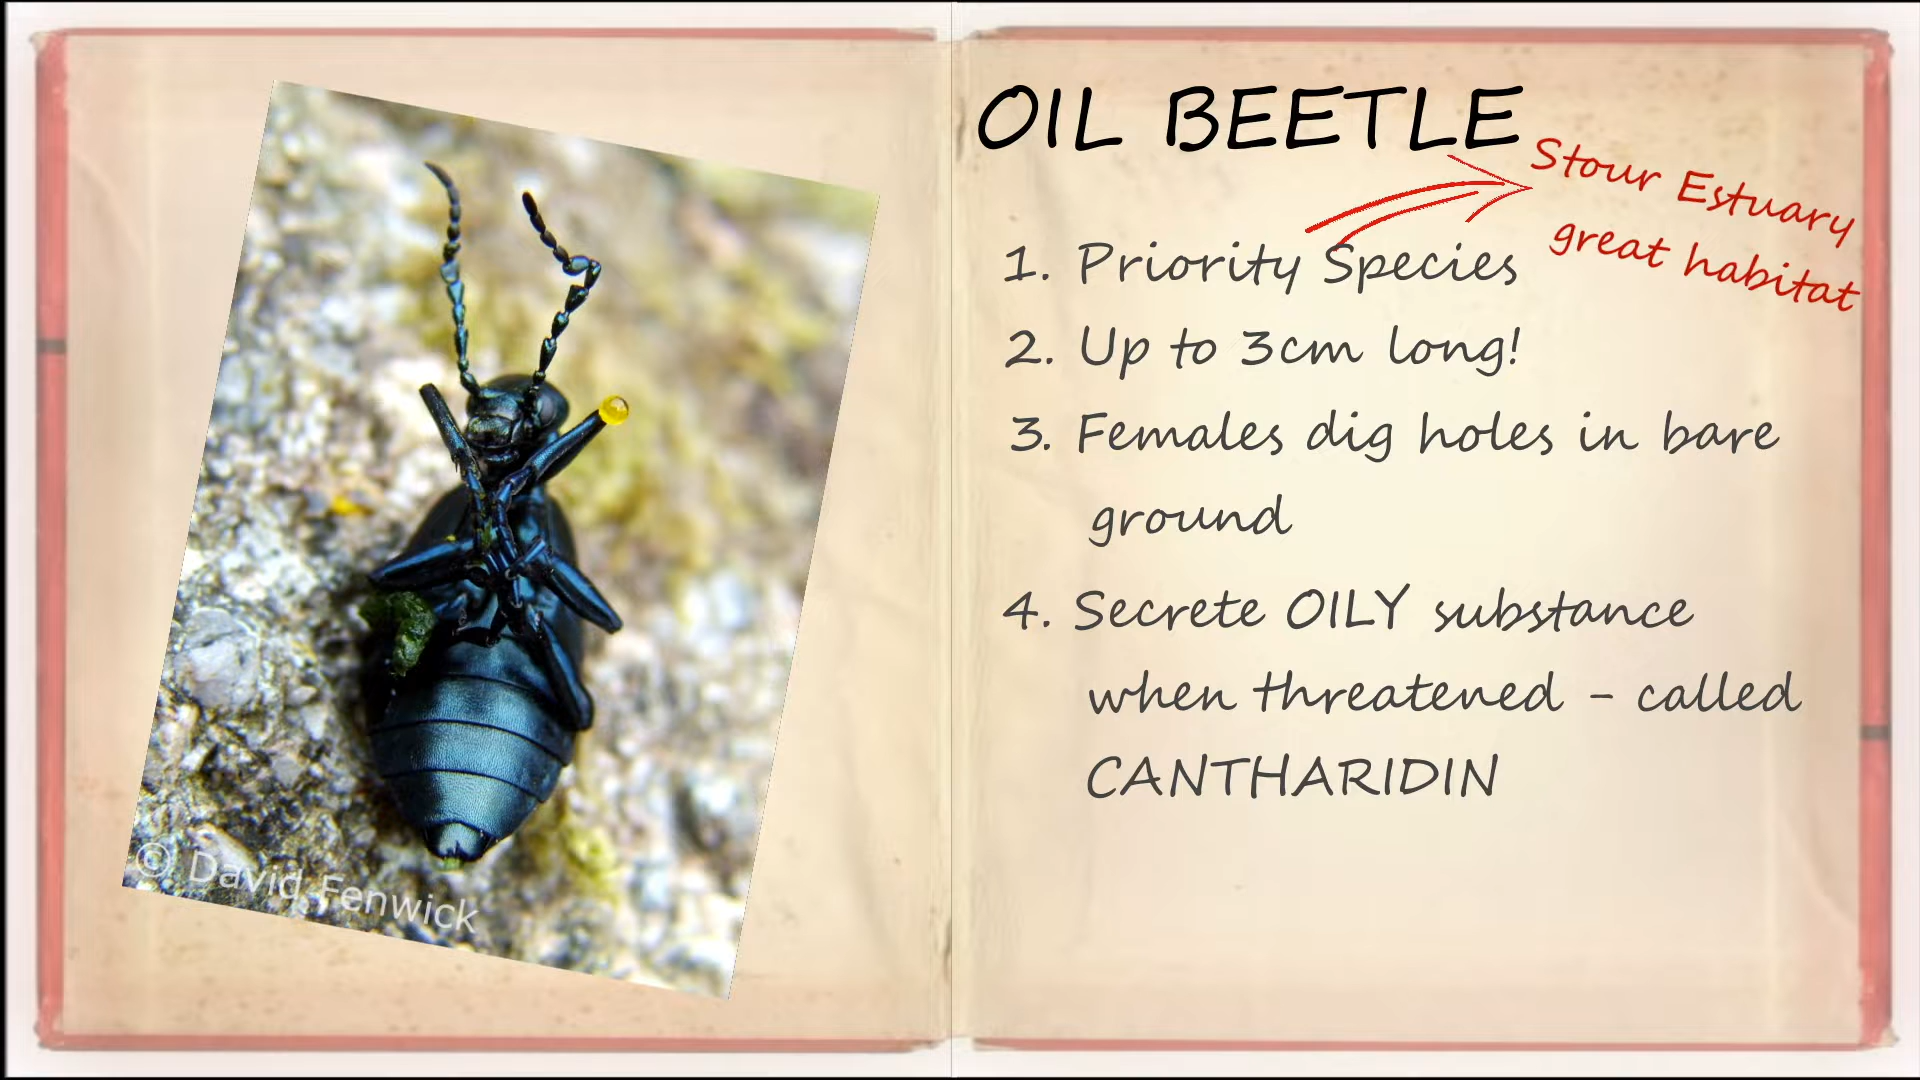 OIL BEETLE
Stour Estuary
great habitat
1. Priority Species
2. Up to 3cm long!
3. Females dig holes in bare
ground
4. Secrete OILY substance
when threatened - called
CANTHARIDIN
© David Fenwick